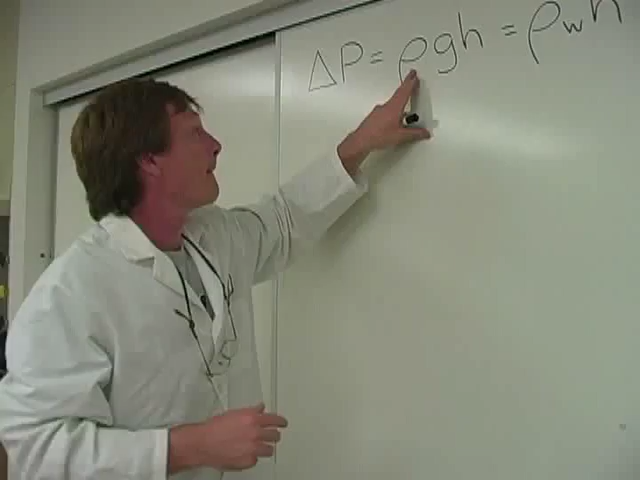 ΔP = ρgh = ρwh